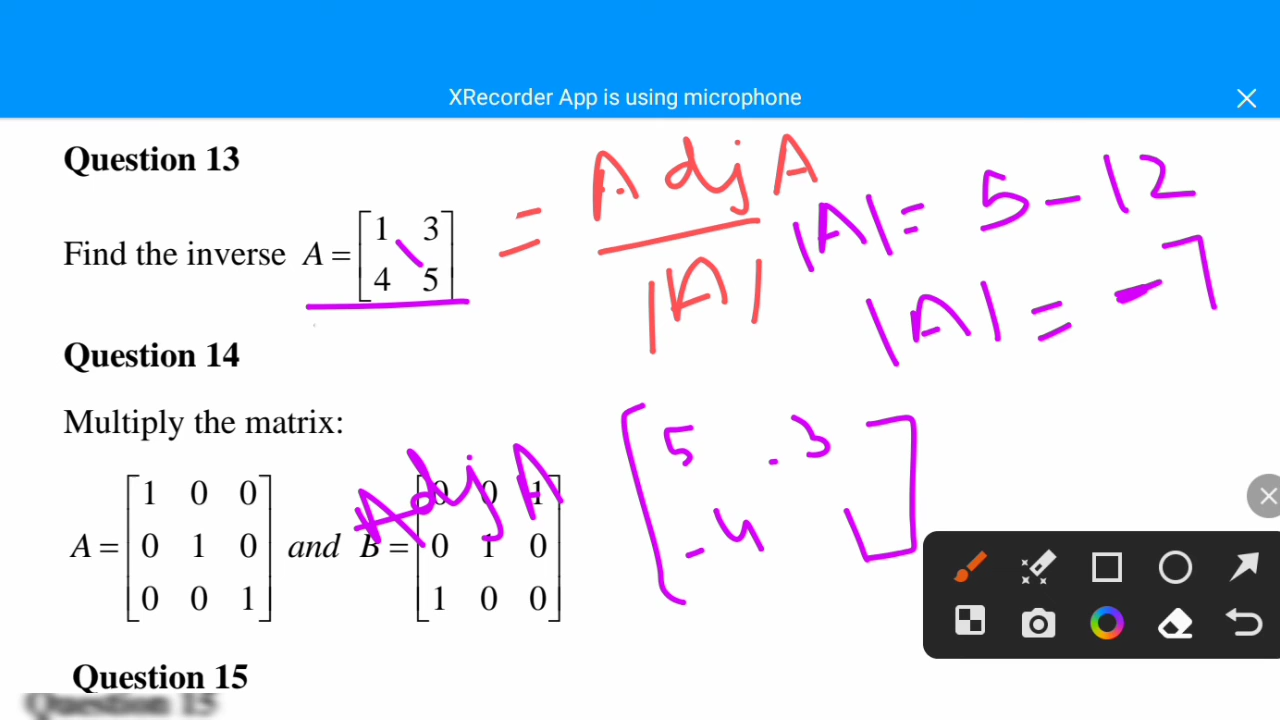 XRecorder App is using microphone
Question 13
= Adj A
|A|
|A| = 5 - 12
|A| = - 7
Find the inverse A = [1 3
4 5]
Question 14
Multiply the matrix:
Adj A [5 -3
-4
A = [1 0 0
0 1 0
0 0 1] and B = [0 0 1
0 1 0
1 0 0]
Question 15
Question 15